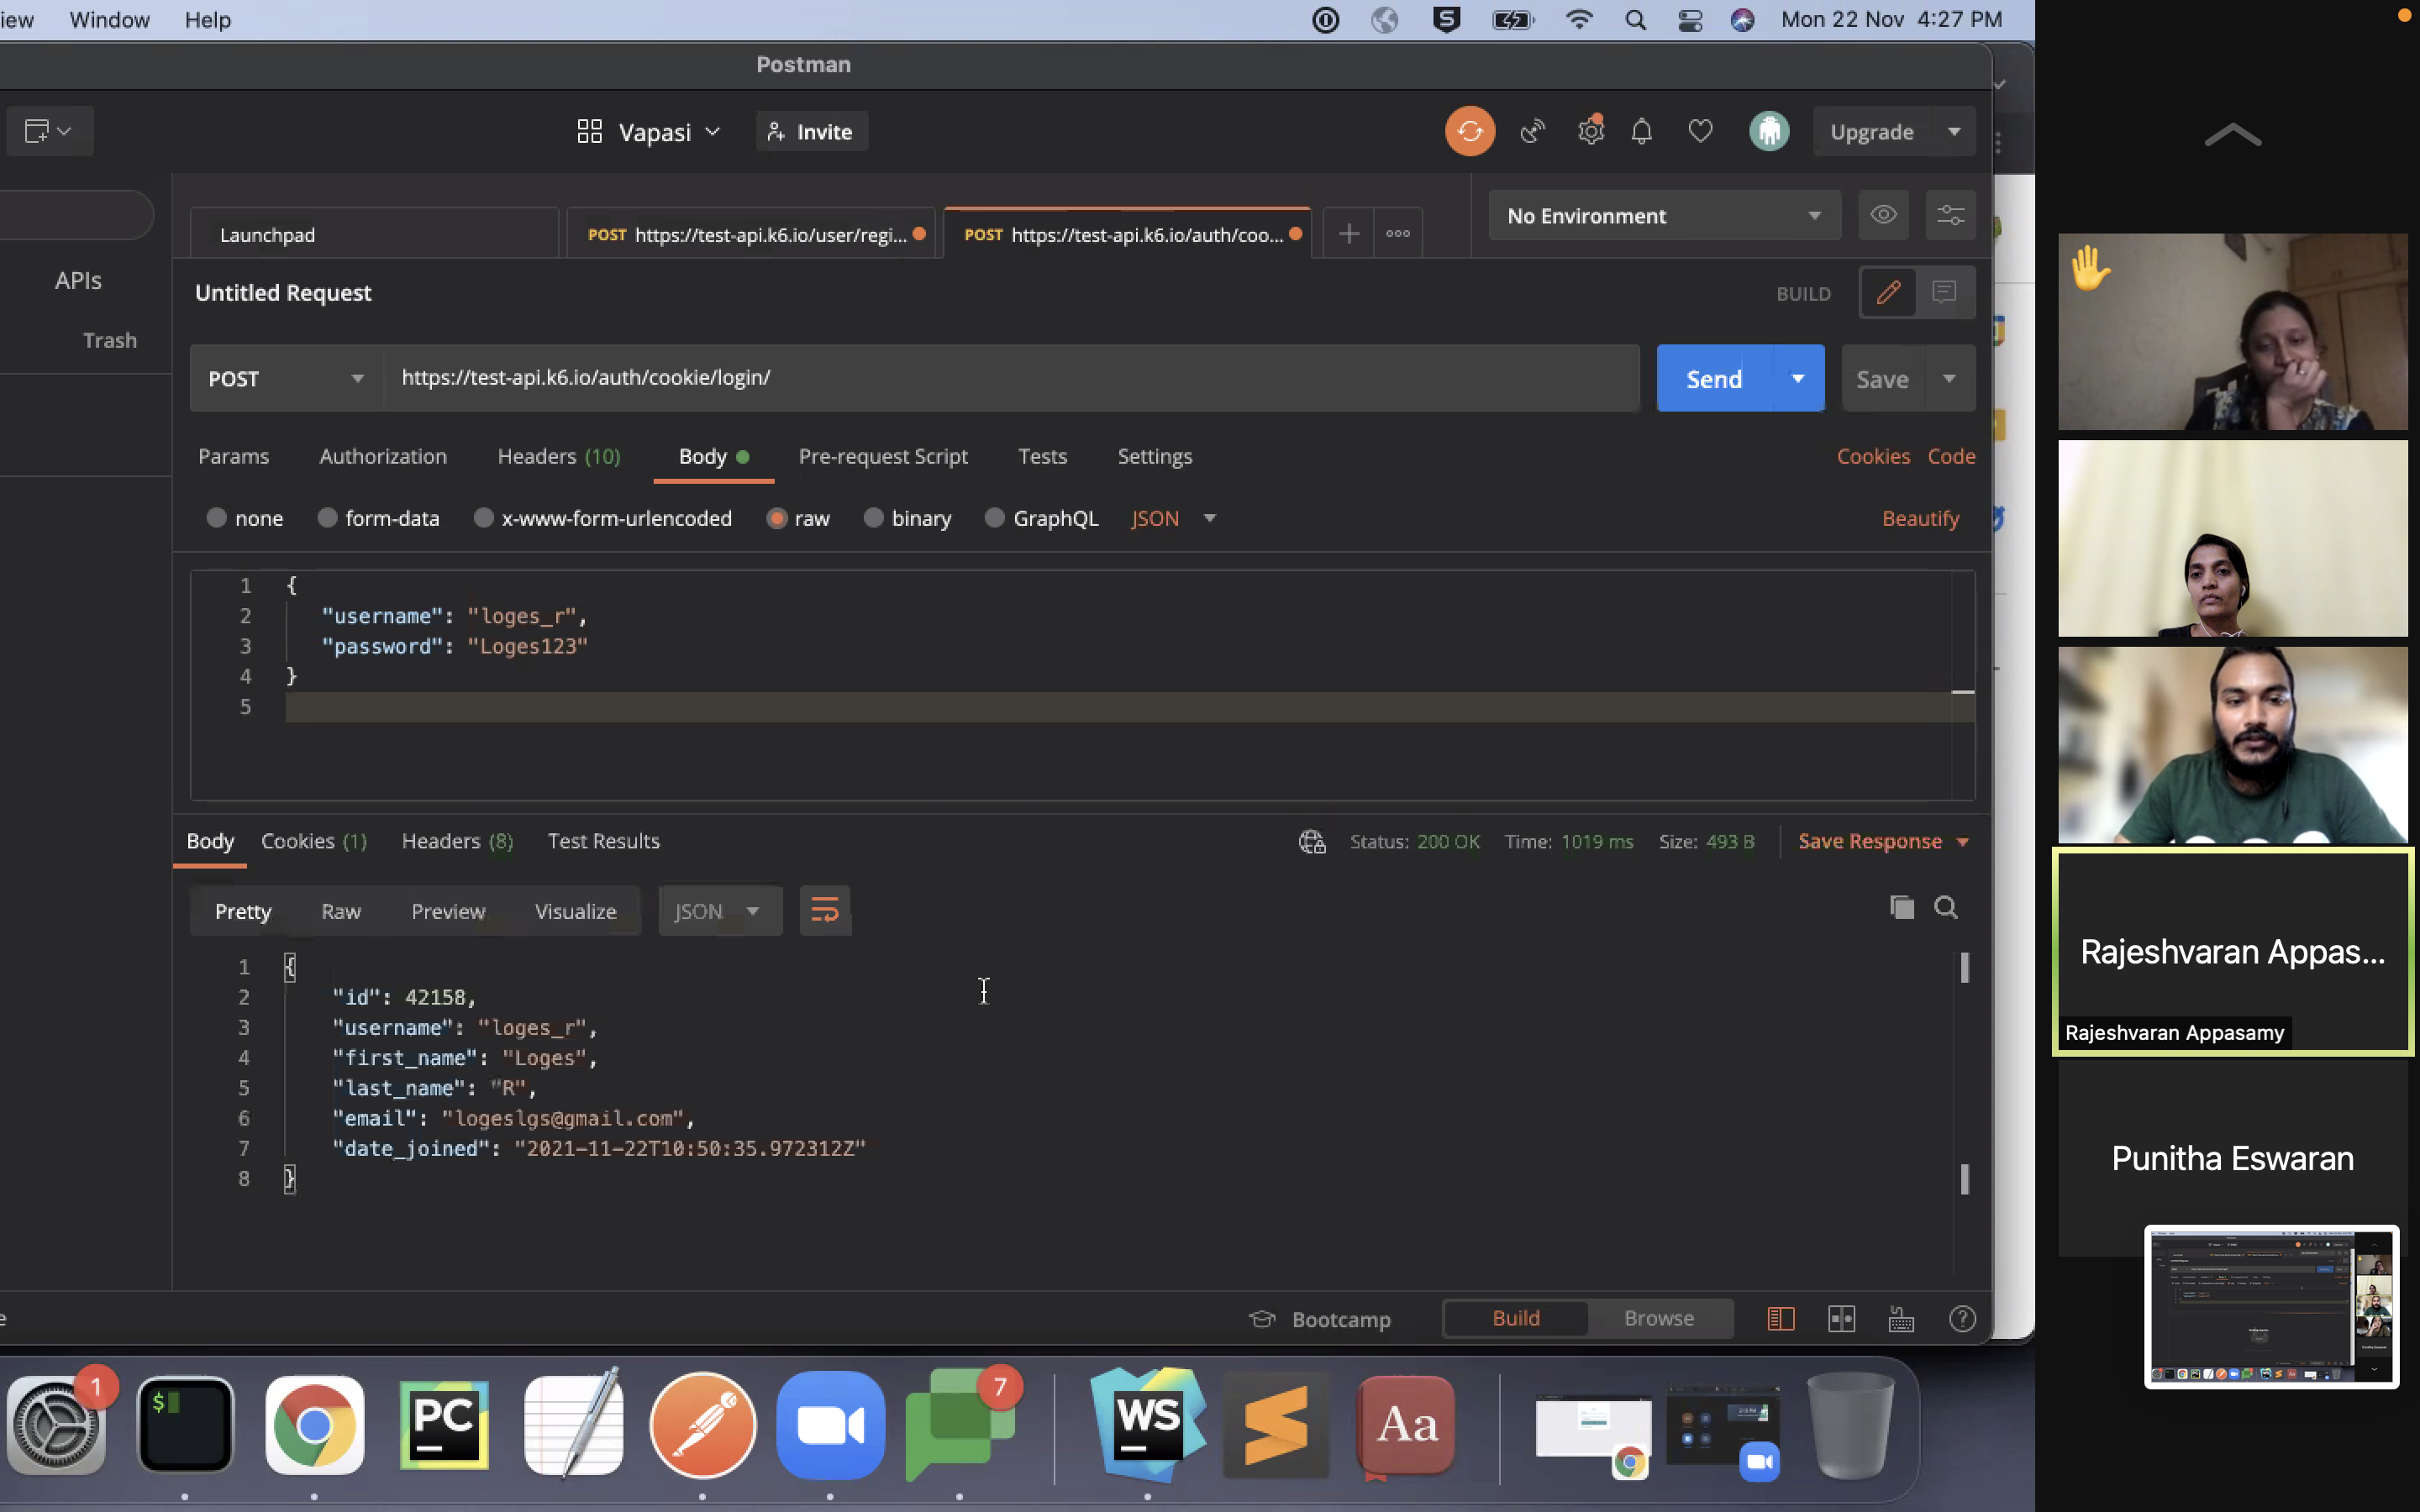 iew Window Help Mon 22 Nov 4:27 PM
Postman
Vapasi Invite Upgrade
Launchpad POST https://test-api.k6.io/user/regi... POST https://test-api.k6.io/auth/coo... No Environment
APIs
Trash
Untitled Request BUILD
POST https://test-api.k6.io/auth/cookie/login/ Send Save
Params Authorization Headers (10) Body Pre-request Script Tests Settings Cookies Code
none form-data x-www-form-urlencoded raw binary GraphQL JSON Beautify
1 {
2 "username": "loges_r",
3 "password": "Loges123"
4 }
5
Body Cookies (1) Headers (8) Test Results Status: 200 OK Time: 1019 ms Size: 493 B Save Response
Pretty Raw Preview Visualize JSON
1 {
2 "id": 42158,
3 "username": "loges_r",
4 "first_name": "Loges",
5 "last_name": "R",
6 "email": "logeslgs@gmail.com",
7 "date_joined": "2021-11-22T10:50:35.972312Z"
8 }
e Bootcamp Build Browse
Rajeshvaran Appas...
Rajeshvaran Appasamy
Punitha Eswaran
1 $ PC 7 WS Aa